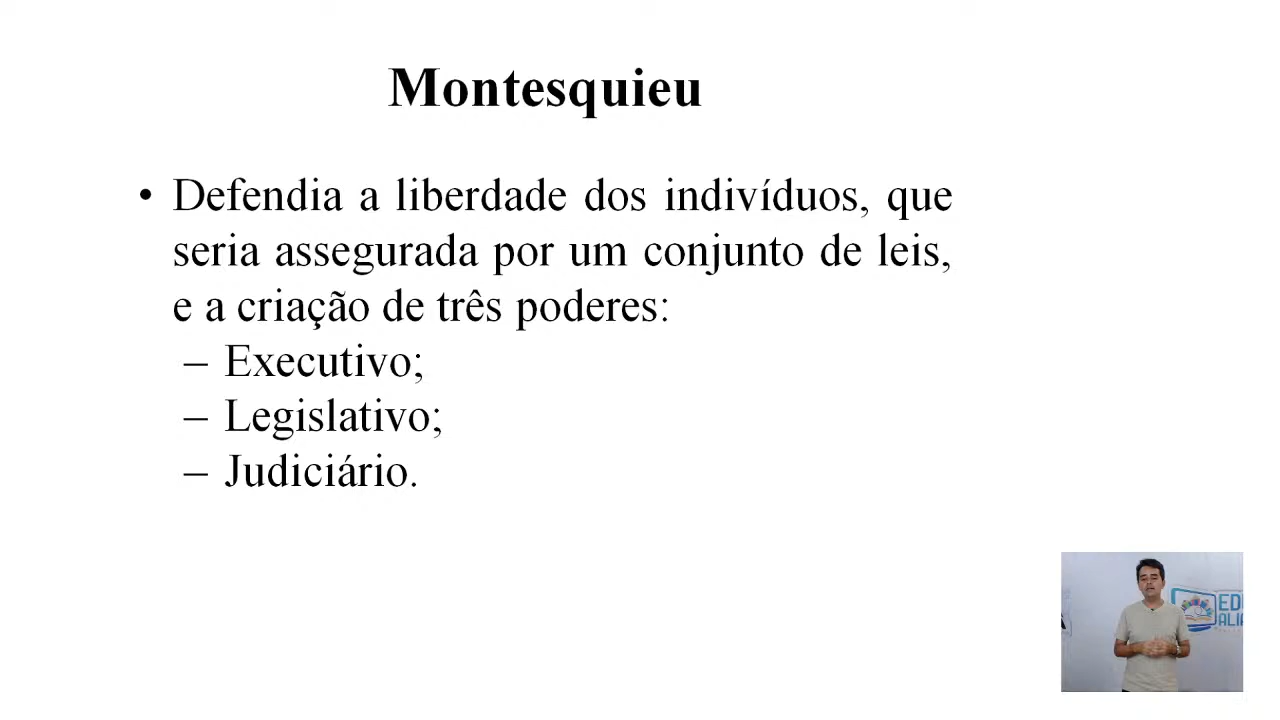 Montesquieu
• Defendia a liberdade dos indivíduos, que
seria assegurada por um conjunto de leis,
e a criação de três poderes:
– Executivo;
– Legislativo;
– Judiciário.